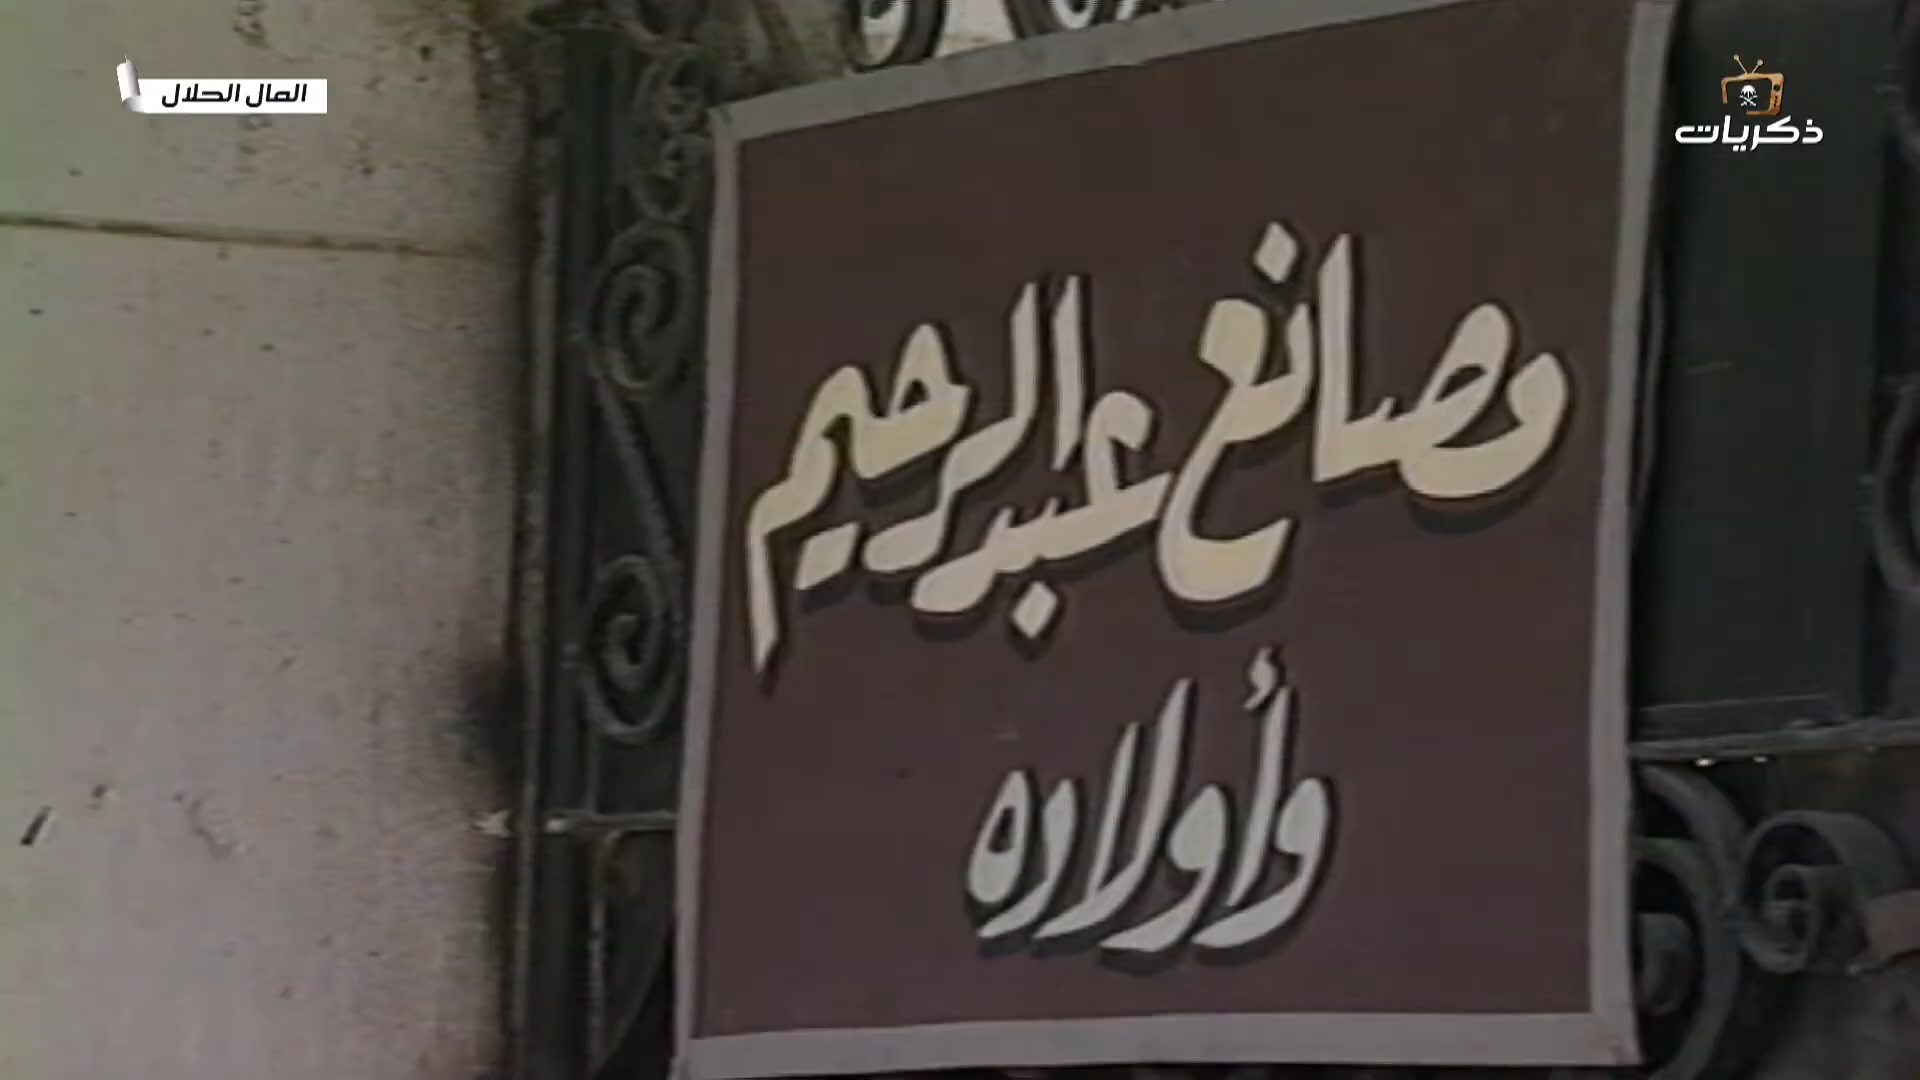 المال الحلال
ذكريات
مصانع عبد الرحيم
وأولاده